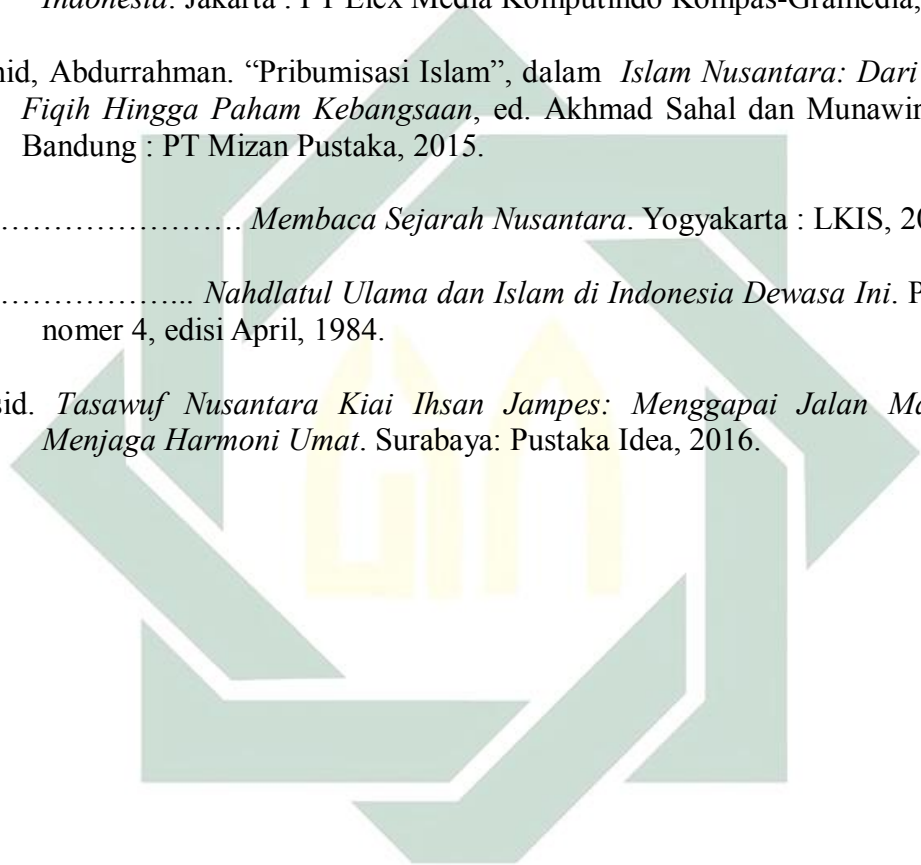 Indonesia. Jakarta : PT Elex Media Komputindo Kompas-Gramedia,
Abdurrahman. “Pribumisasi Islam”, dalam Islam Nusantara: Dari
Fiqih Hingga Paham Kebangsaan, ed. Akhmad Sahal dan
Bandung : PT Mizan Pustaka, 2015.
……………………. Membaca Sejarah Nusantara. Yogyakarta : LKIS,
………………... Nahdlatul Ulama dan Islam di Indonesia Dewasa Ini.
nomer 4, edisi April, 1984.
Tasawuf Nusantara Kiai Ihsan Jampes: Menggapai Jalan
Menjaga Harmoni Umat. Surabaya: Pustaka Idea, 2016.